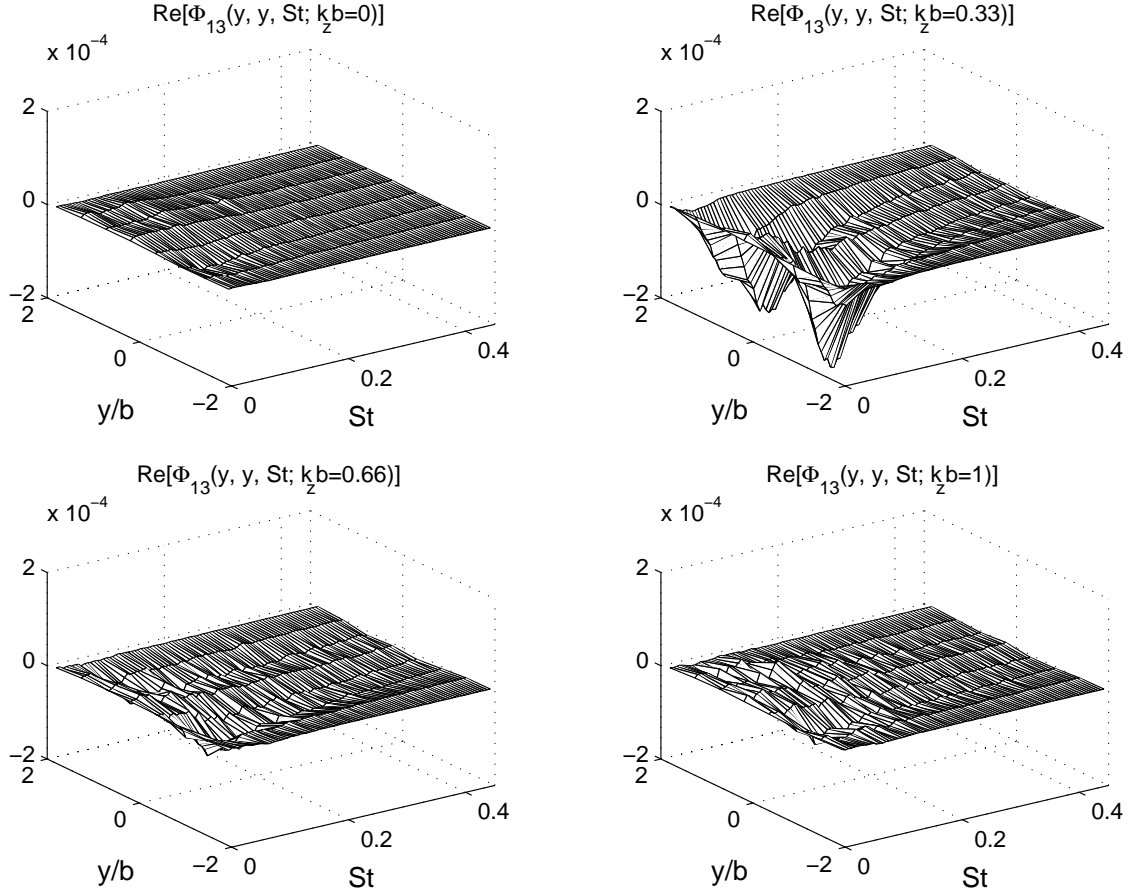 Re[Φ13(y, y, St; kzb=0)]
x 10−4
2
0
−2
2
0
−2
0
0.2
0.4
y/b
St
Re[Φ13(y, y, St; kzb=0.33)]
x 10−4
2
0
−2
2
0
−2
0
0.2
0.4
y/b
St
Re[Φ13(y, y, St; kzb=0.66)]
x 10−4
2
0
−2
2
0
−2
0
0.2
0.4
y/b
St
Re[Φ13(y, y, St; kzb=1)]
x 10−4
2
0
−2
2
0
−2
0
0.2
0.4
y/b
St